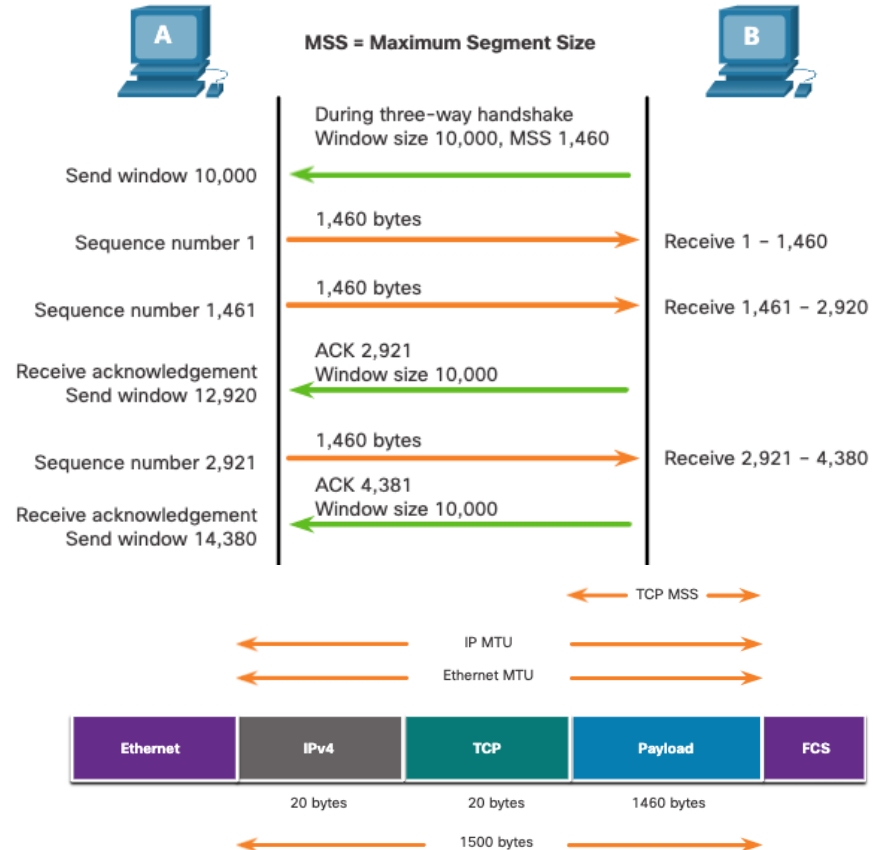 A
MSS = Maximum Segment Size
B
During three-way handshake
Window size 10,000, MSS 1,460
Send window 10,000
1,460 bytes
Sequence number 1
Receive 1 - 1,460
1,460 bytes
Sequence number 1,461
Receive 1,461 - 2,920
ACK 2,921
Window size 10,000
Receive acknowledgement
Send window 12,920
1,460 bytes
Sequence number 2,921
Receive 2,921 - 4,380
ACK 4,381
Window size 10,000
Receive acknowledgement
Send window 14,380
TCP MSS
IP MTU
Ethernet MTU
Ethernet
IPv4
TCP
Payload
FCS
20 bytes
20 bytes
1460 bytes
1500 bytes